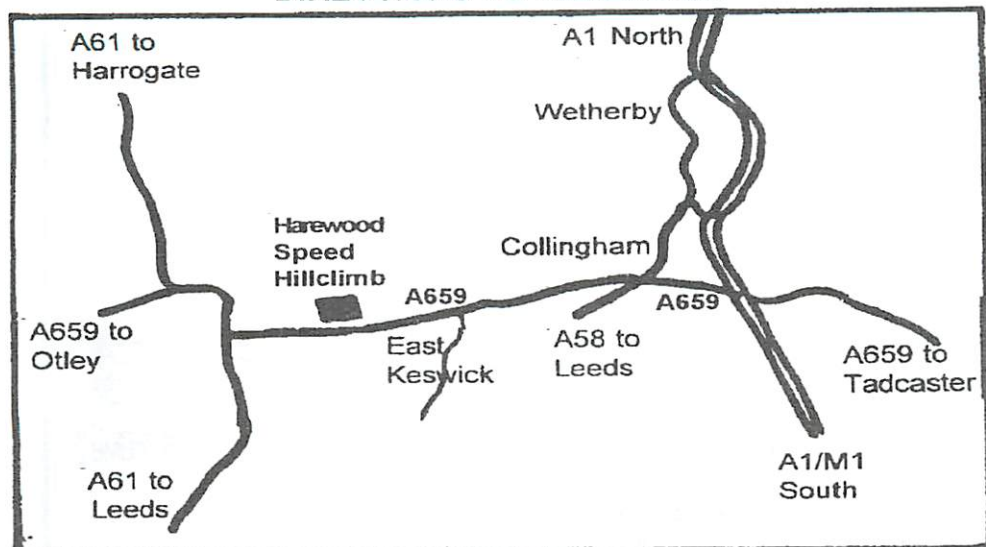 A61 to
Harrogate
A1 North
Wetherby
Harewood
Speed
Hillclimb
Collingham
A659
A659
A659 to
Otley
East
Keswick
A58 to
Leeds
A659 to
Tadcaster
A61 to
Leeds
A1/M1
South